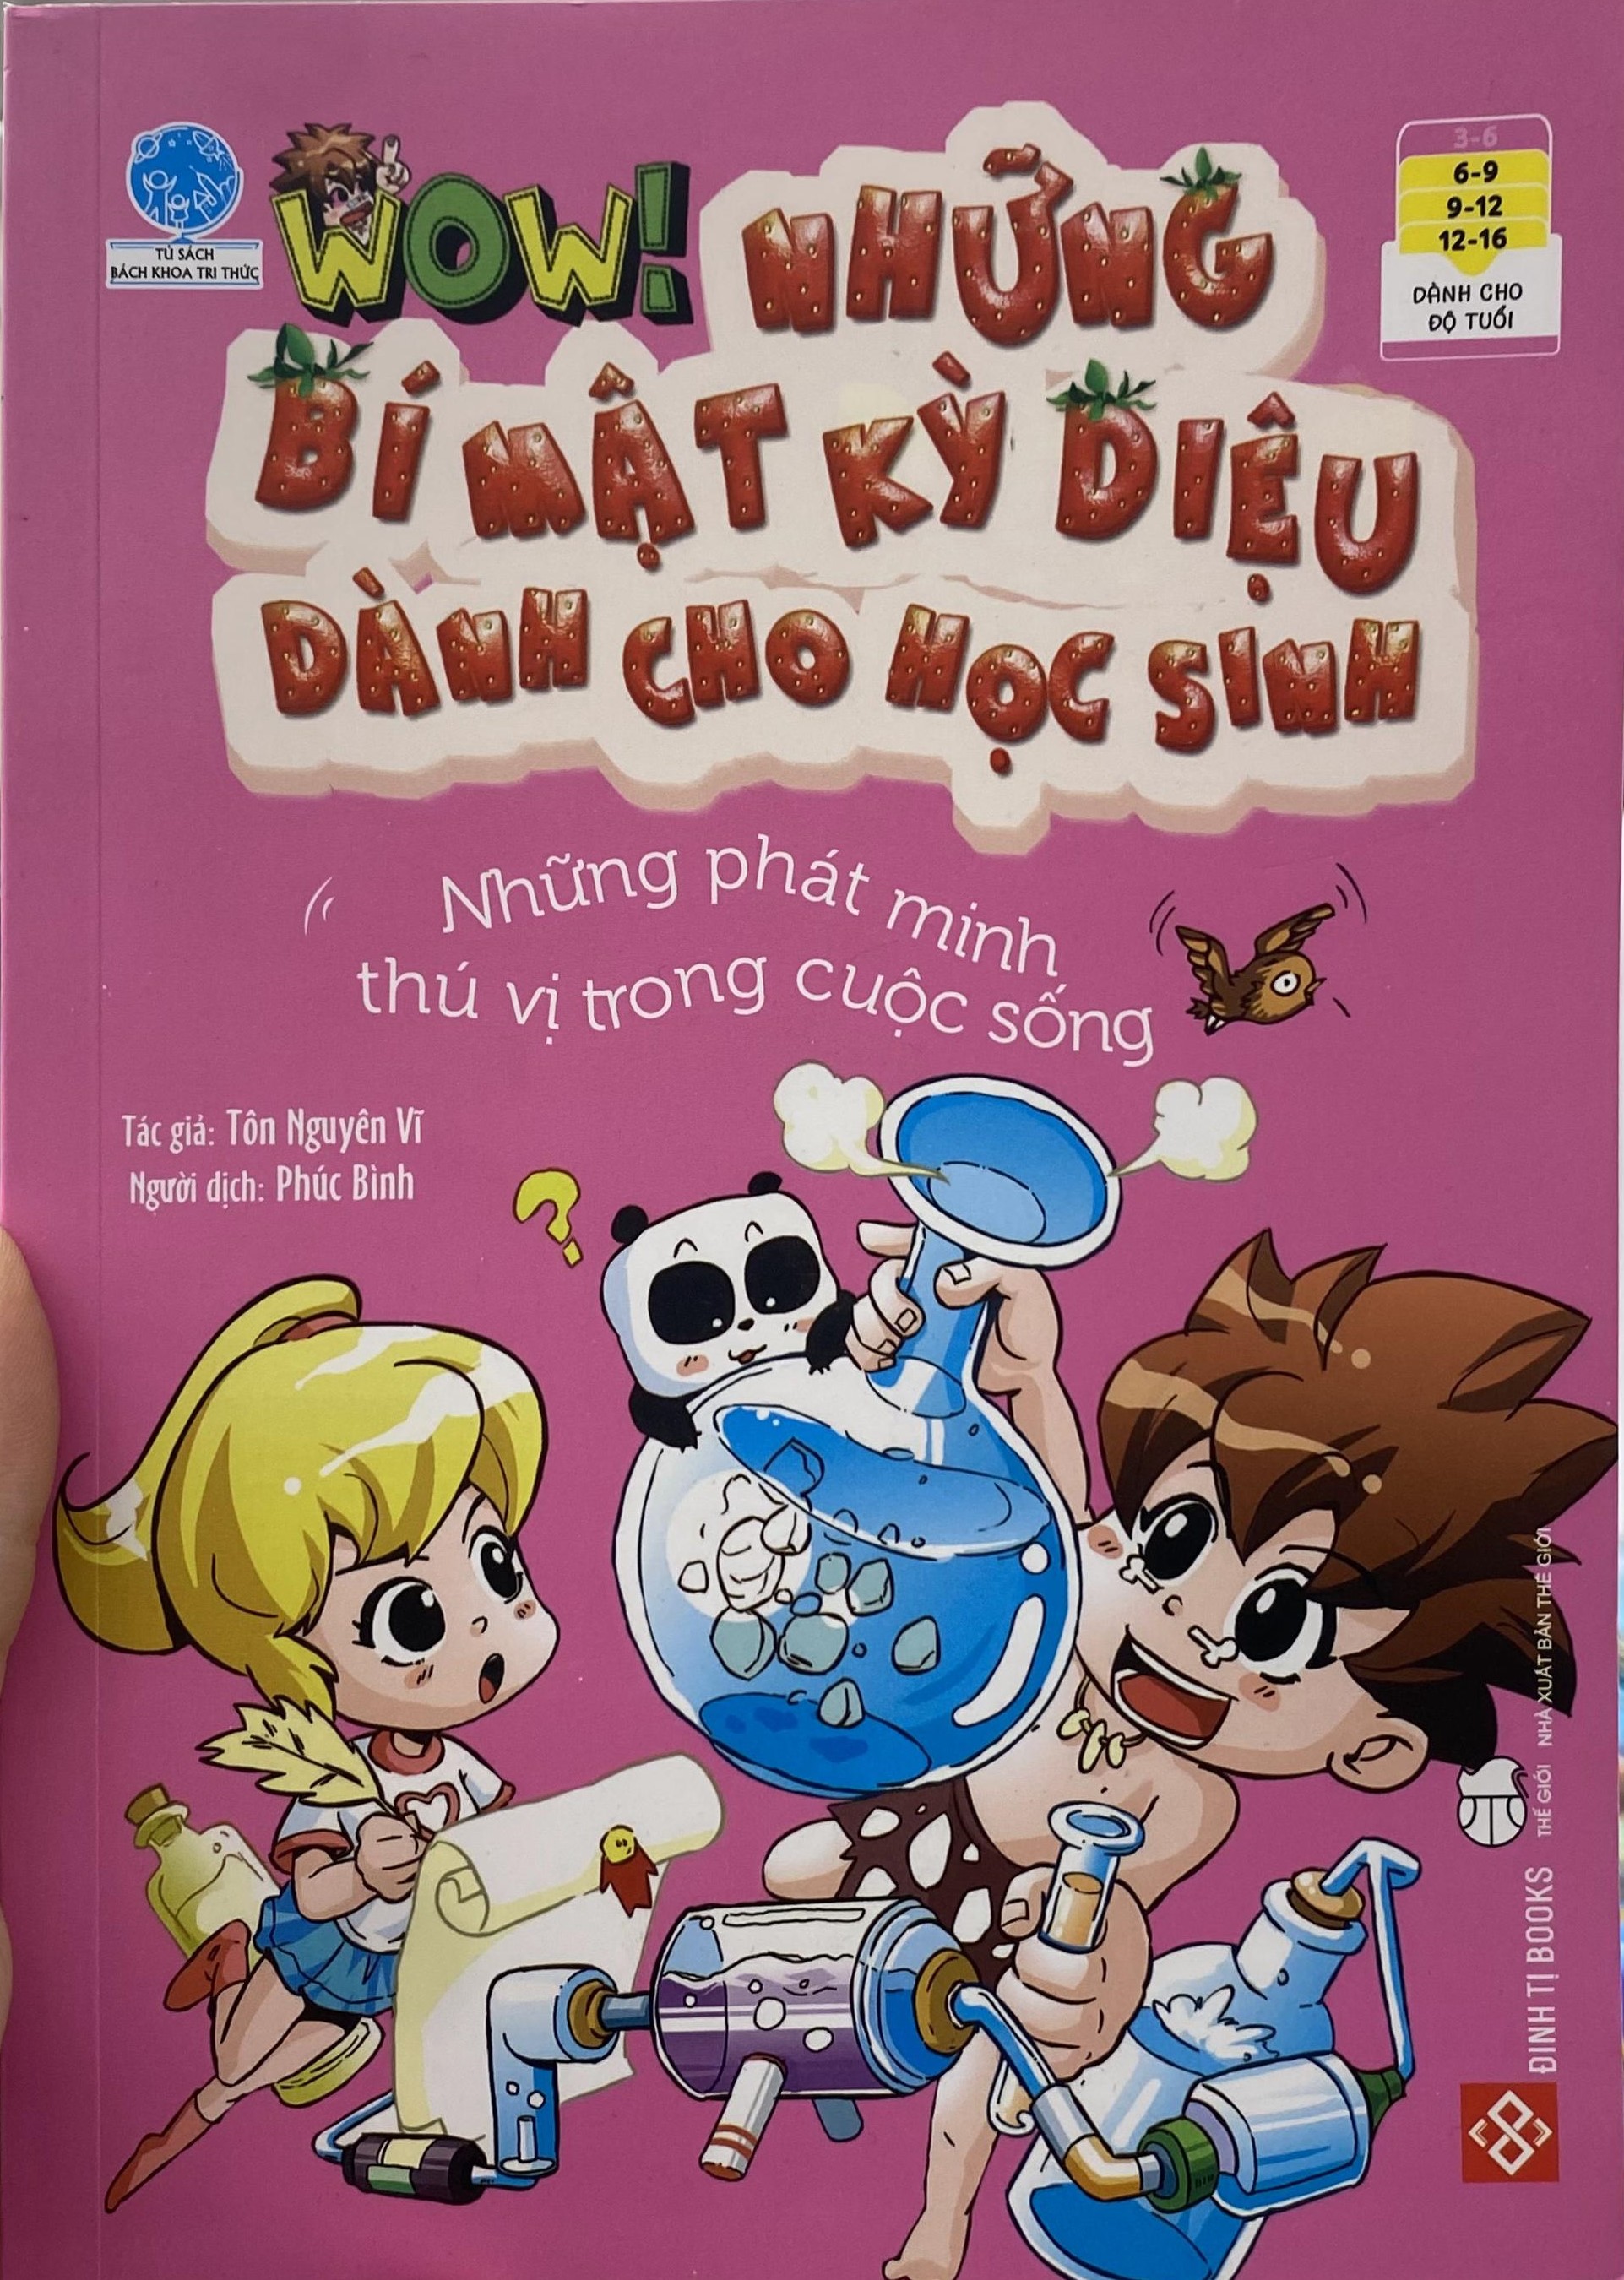 TỦ SÁCH
BÁCH KHOA TRI THỨC
WOW! NHỮNG
BÍ MẬT KỲ DIỆU
DÀNH CHO HỌC SINH
3-6
6-9
9-12
12-16
DÀNH CHO
ĐỘ TUỔI
Những phát minh
thú vị trong cuộc sống
Tác giả: Tôn Nguyên Vĩ
Người dịch: Phúc Bình
?
ĐINH TỊ BOOKS
THẾ GIỚI NHÀ XUẤT BẢN THẾ GIỚI